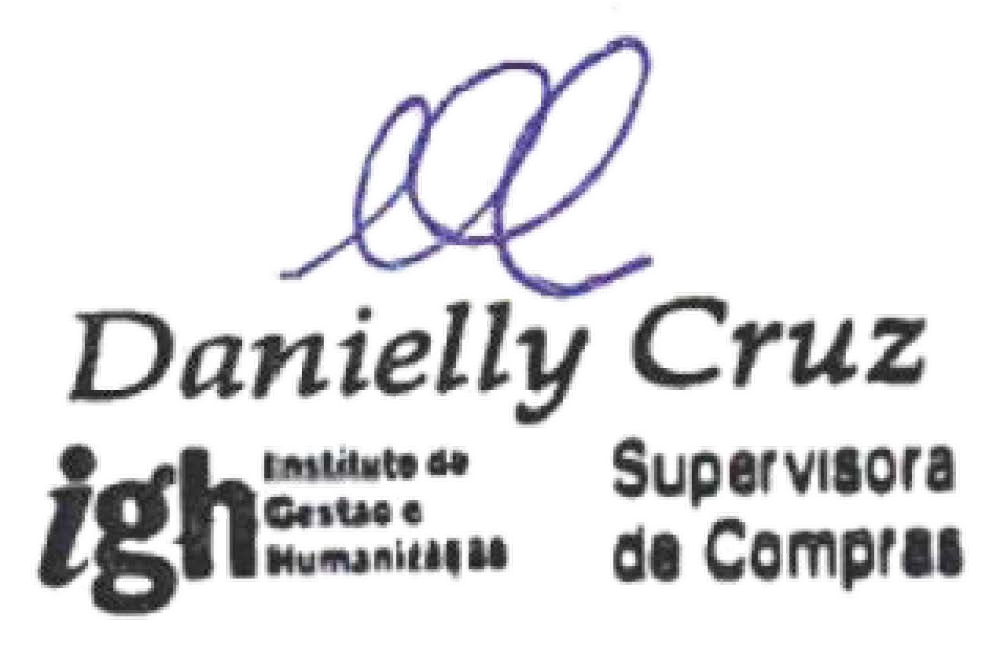 Danielly Cruz
igh
Instituto de
Gestão e
Humanização
Supervisora
de Compras